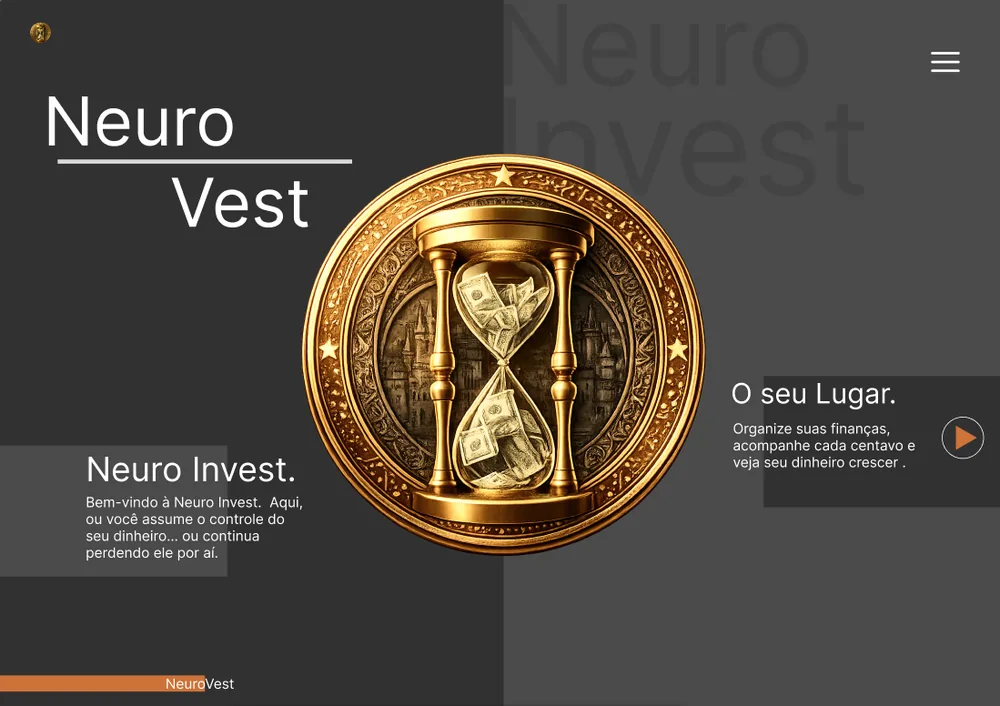 Neuro
Invest
Neuro
Vest
O seu Lugar.
Organize suas finanças,
acompanhe cada centavo e
veja seu dinheiro crescer .
Neuro Invest.
Bem-vindo à Neuro Invest.  Aqui,
ou você assume o controle do
seu dinheiro... ou continua
perdendo ele por aí.
NeuroVest